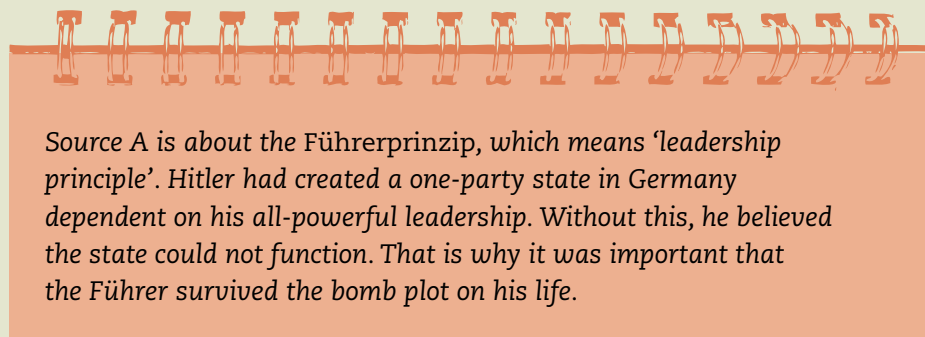 Source A is about the Führerprinzip, which means ‘leadership
principle’. Hitler had created a one-party state in Germany
dependent on his all-powerful leadership. Without this, he believed
the state could not function. That is why it was important that
the Führer survived the bomb plot on his life.